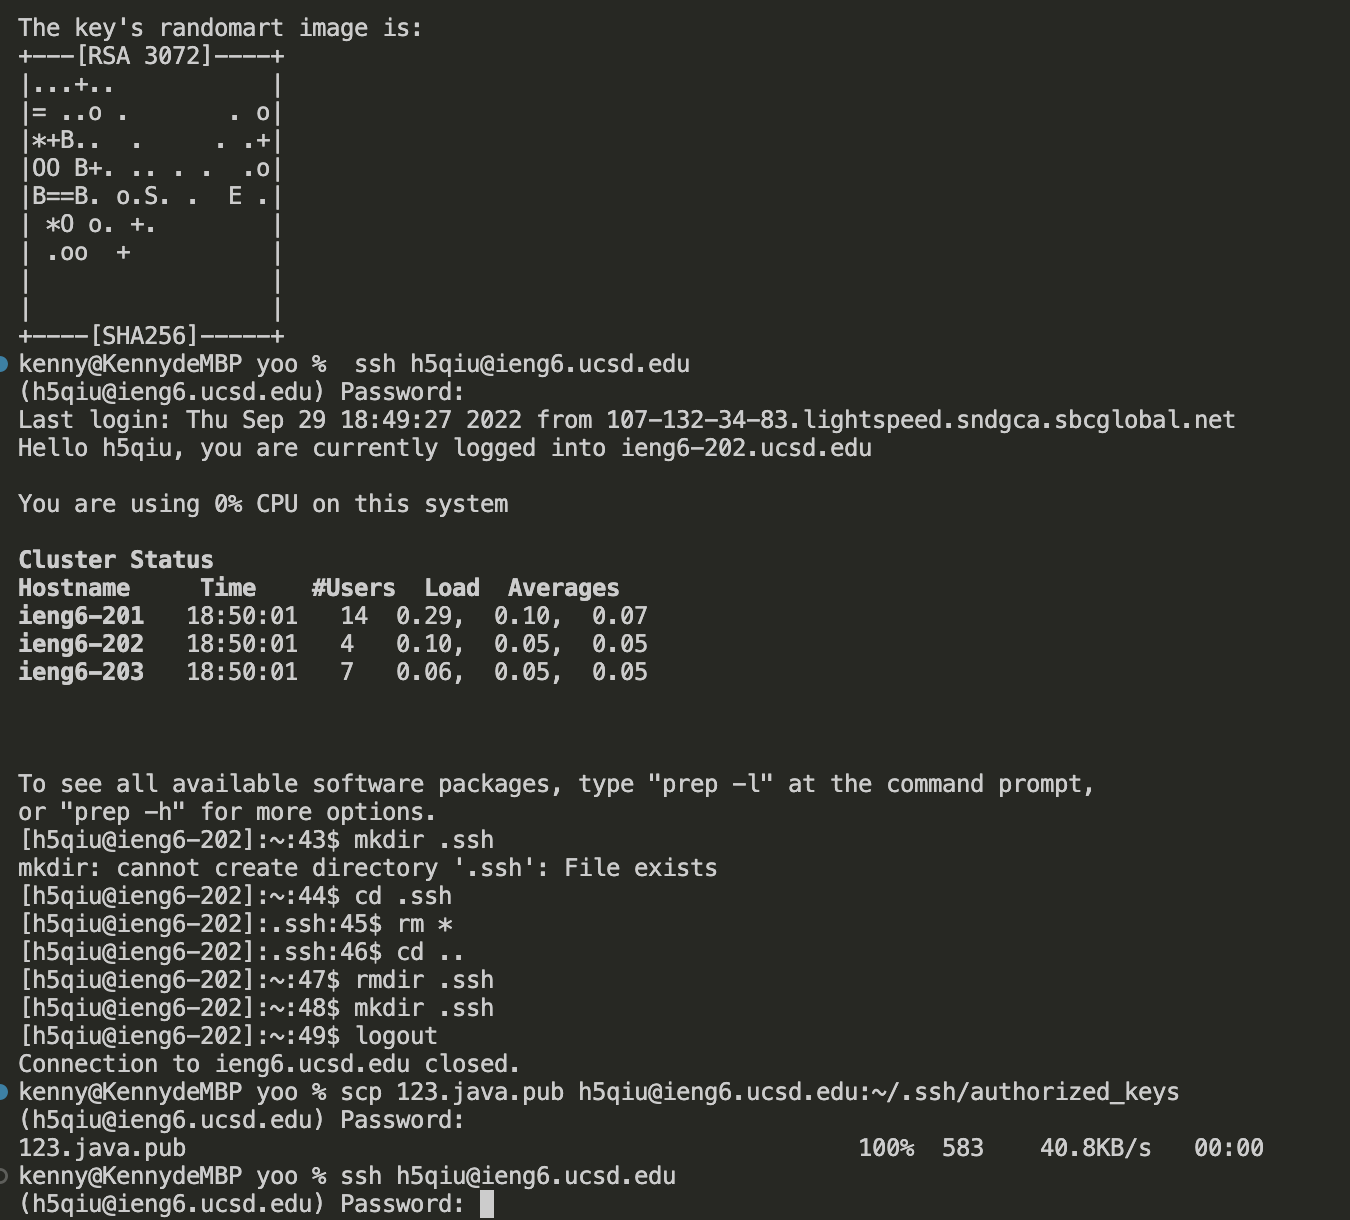 The key's randomart image is:
+---[RSA 3072]----+
|...+..           |
|= ..o .       . o|
|*+B..  .     . .+|
|OO B+. .. . .  .o|
|B==B. o.S. .  E .|
| *O o. +.        |
| .oo  +          |
|                 |
|                 |
+----[SHA256]-----+
kenny@KennydeMBP yoo %  ssh h5qiu@ieng6.ucsd.edu
(h5qiu@ieng6.ucsd.edu) Password:
Last login: Thu Sep 29 18:49:27 2022 from 107-132-34-83.lightspeed.sndgca.sbcglobal.net
Hello h5qiu, you are currently logged into ieng6-202.ucsd.edu
You are using 0% CPU on this system
Cluster Status
Hostname     Time    #Users  Load  Averages
ieng6-201   18:50:01   14  0.29,  0.10,  0.07
ieng6-202   18:50:01   4   0.10,  0.05,  0.05
ieng6-203   18:50:01   7   0.06,  0.05,  0.05
To see all available software packages, type "prep -l" at the command prompt,
or "prep -h" for more options.
[h5qiu@ieng6-202]:~:43$ mkdir .ssh
mkdir: cannot create directory '.ssh': File exists
[h5qiu@ieng6-202]:~:44$ cd .ssh
[h5qiu@ieng6-202]:.ssh:45$ rm *
[h5qiu@ieng6-202]:.ssh:46$ cd ..
[h5qiu@ieng6-202]:~:47$ rmdir .ssh
[h5qiu@ieng6-202]:~:48$ mkdir .ssh
[h5qiu@ieng6-202]:~:49$ logout
Connection to ieng6.ucsd.edu closed.
kenny@KennydeMBP yoo % scp 123.java.pub h5qiu@ieng6.ucsd.edu:~/.ssh/authorized_keys
(h5qiu@ieng6.ucsd.edu) Password:
123.java.pub                                                100%  583    40.8KB/s   00:00
kenny@KennydeMBP yoo % ssh h5qiu@ieng6.ucsd.edu
(h5qiu@ieng6.ucsd.edu) Password: